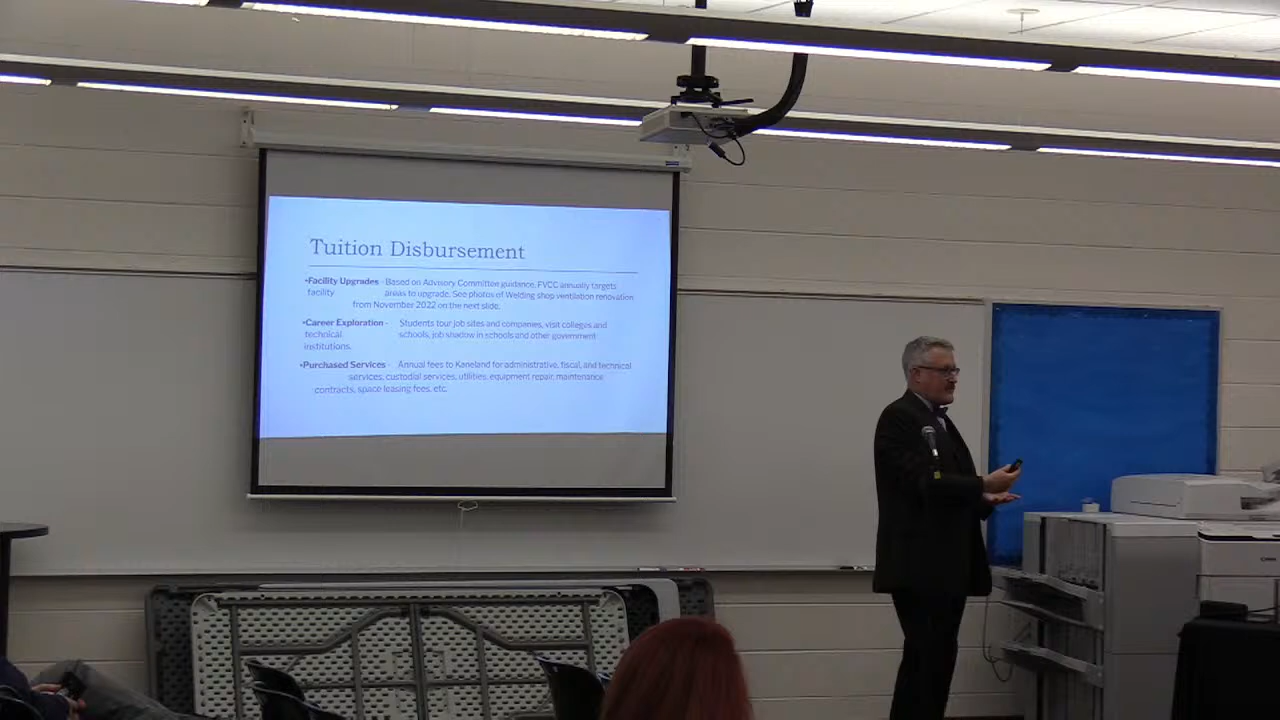 Tuition Disbursement
•Facility Upgrades - Based on Advisory Committee guidance, FVCC annually targets
facility areas to upgrade. See photos of Welding shop ventilation renovation
from November 2022 on the next slide.
•Career Exploration - Students tour job sites and companies, visit colleges and
technical schools, job shadow in schools and other government
institutions.
•Purchased Services - Annual fees to Kaneland for administrative, fiscal, and technical
services, custodial services, utilities, equipment repair, maintenance
contracts, space leasing fees, etc.
Canon